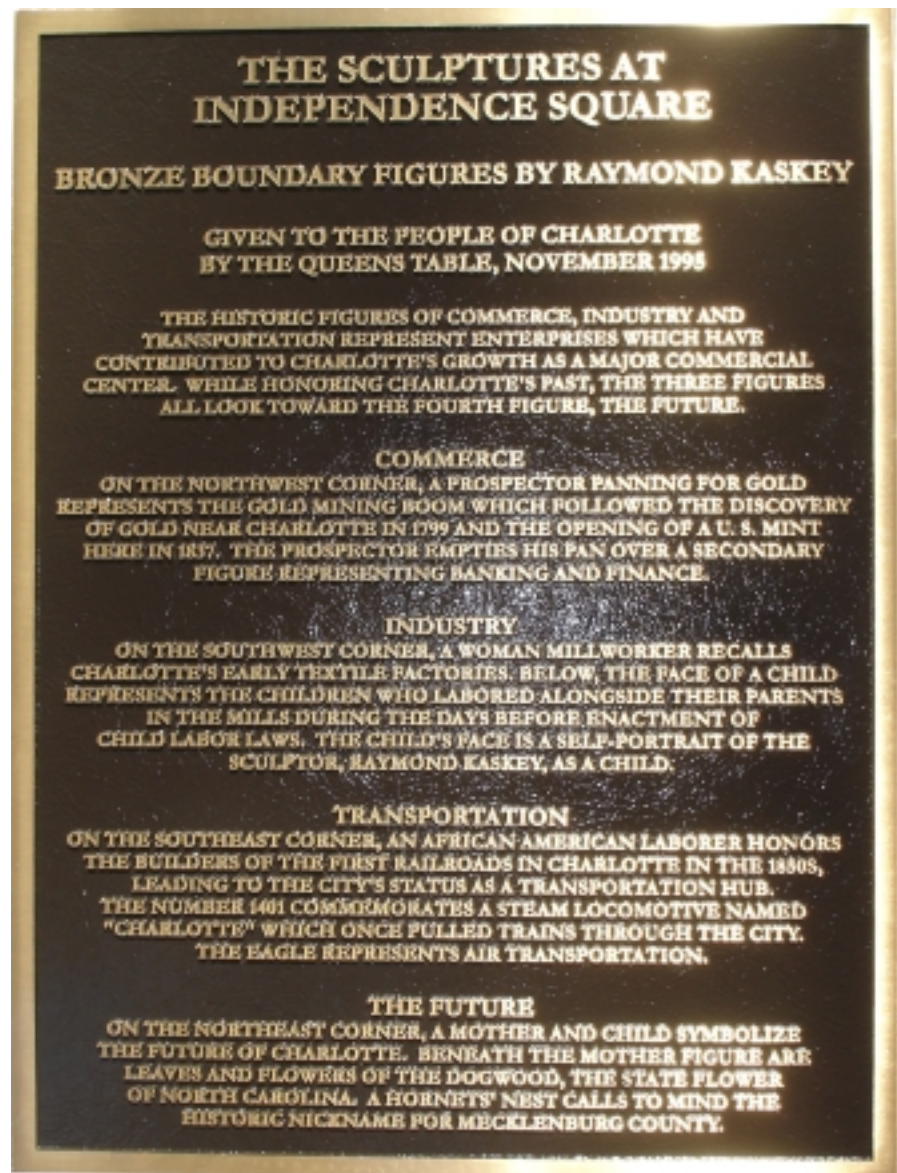 THE SCULPTURES AT
INDEPENDENCE SQUARE
BRONZE BOUNDARY FIGURES BY RAYMOND KASKEY
GIVEN TO THE PEOPLE OF CHARLOTTE
BY THE QUEENS TABLE, NOVEMBER 1995
THE HISTORIC FIGURES OF COMMERCE, INDUSTRY AND
TRANSPORTATION REPRESENT ENTERPRISES WHICH HAVE
CONTRIBUTED TO CHARLOTTE'S GROWTH AS A MAJOR COMMERCIAL
CENTER. WHILE HONORING CHARLOTTE'S PAST, THE THREE FIGURES
ALL LOOK TOWARD THE FOURTH FIGURE, THE FUTURE.
COMMERCE
ON THE NORTHWEST CORNER, A PROSPECTOR PANNING FOR GOLD
REPRESENTS THE GOLD MINING BOOM WHICH FOLLOWED THE DISCOVERY
OF GOLD NEAR CHARLOTTE IN 1799 AND THE OPENING OF A U. S. MINT
HERE IN 1837. THE PROSPECTOR EMPTIES HIS PAN OVER A SECONDARY
FIGURE REPRESENTING BANKING AND FINANCE.
INDUSTRY
ON THE SOUTHWEST CORNER, A WOMAN MILLWORKER RECALLS
CHARLOTTE'S EARLY TEXTILE FACTORIES. BELOW, THE FACE OF A CHILD
REPRESENTS THE CHILDREN WHO LABORED ALONGSIDE THEIR PARENTS
IN THE MILLS DURING THE DAYS BEFORE ENACTMENT OF
CHILD LABOR LAWS. THE CHILD'S FACE IS A SELF-PORTRAIT OF THE
SCULPTOR, RAYMOND KASKEY, AS A CHILD.
TRANSPORTATION
ON THE SOUTHEAST CORNER, AN AFRICAN AMERICAN LABORER HONORS
THE BUILDERS OF THE FIRST RAILROADS IN CHARLOTTE IN THE 1850S,
LEADING TO THE CITY'S STATUS AS A TRANSPORTATION HUB.
THE NUMBER 1401 COMMEMORATES A STEAM LOCOMOTIVE NAMED
"CHARLOTTE" WHICH ONCE PULLED TRAINS THROUGH THE CITY.
THE EAGLE REPRESENTS AIR TRANSPORTATION.
THE FUTURE
ON THE NORTHEAST CORNER, A MOTHER AND CHILD SYMBOLIZE
THE FUTURE OF CHARLOTTE. BENEATH THE MOTHER FIGURE ARE
LEAVES AND FLOWERS OF THE DOGWOOD, THE STATE FLOWER
OF NORTH CAROLINA. A HORNETS' NEST CALLS TO MIND THE
HISTORIC NICKNAME FOR MECKLENBURG COUNTY.